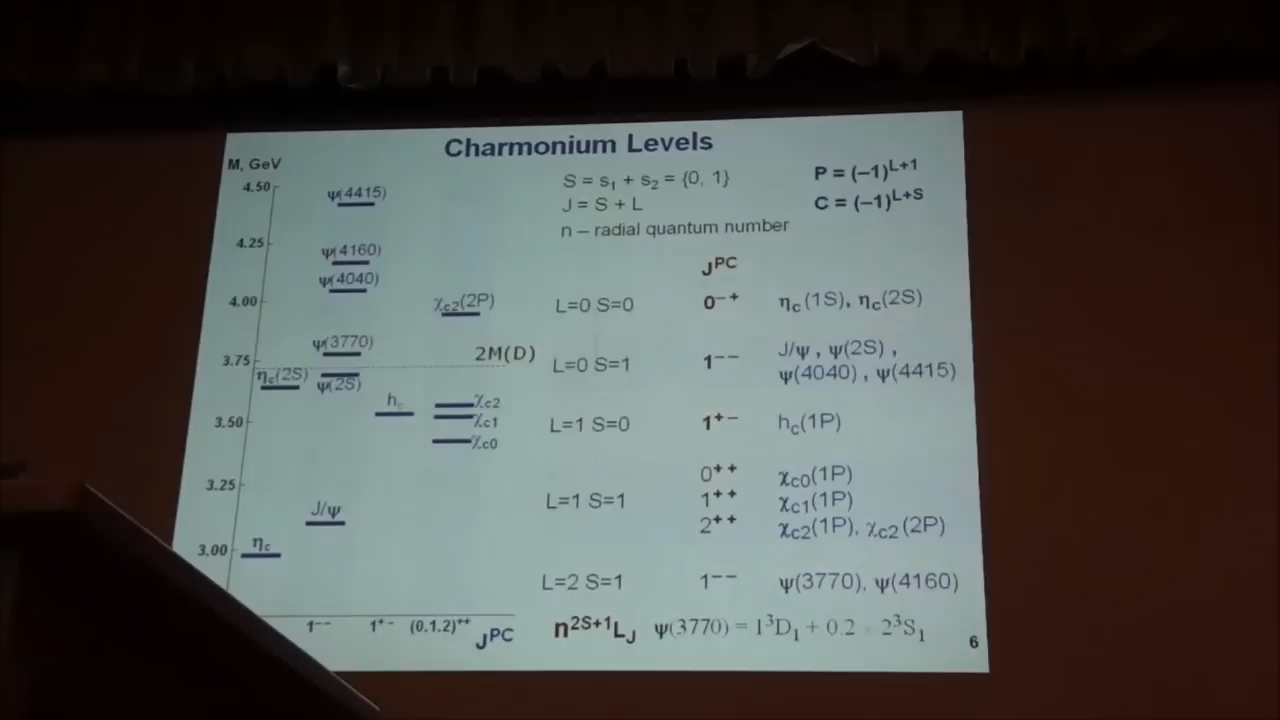 Charmonium Levels
M, GeV
4.50
4.25
4.00
3.75
3.50
3.25
3.00
ψ(4415)
ψ(4160)
ψ(4040)
χc2(2P)
ψ(3770)
2M(D)
ηc(2S)
ψ(2S)
hc
χc2
χc1
χc0
J/ψ
ηc
1−− 1+− (0.1.2)++ JPC
S = s1 + s2 = {0, 1}
J = S + L
n – radial quantum number
P = (–1)L+1
C = (–1)L+S
JPC
L=0 S=0 0−+ ηc(1S), ηc(2S)
L=0 S=1 1−− J/ψ , ψ(2S) ,
ψ(4040) , ψ(4415)
L=1 S=0 1+− hc(1P)
0++ χc0(1P)
L=1 S=1 1++ χc1(1P)
2++ χc2(1P), χc2(2P)
L=2 S=1 1−− ψ(3770), ψ(4160)
n2S+1LJ ψ(3770) = 13D1 + 0.2 · 23S1
6